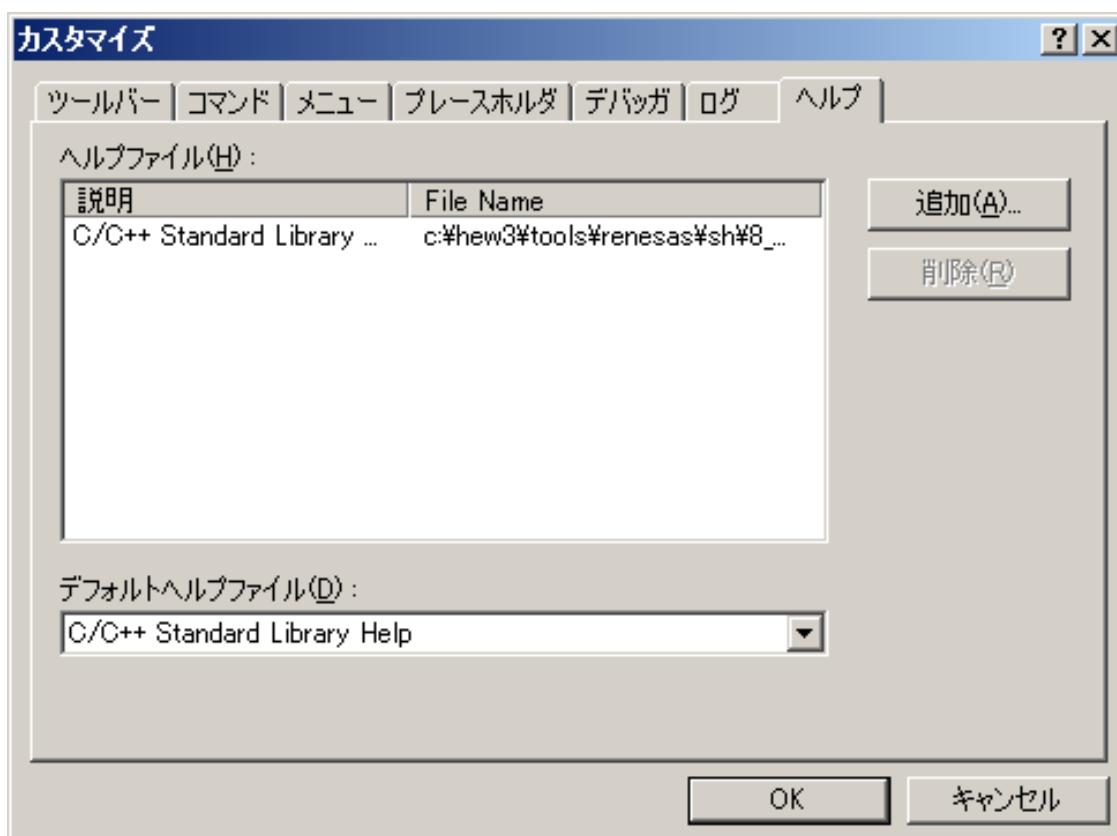 カスタマイズ
ツールバー コマンド メニュー プレースホルダ デバッガ ログ ヘルプ
ヘルプファイル(H) :
説明 File Name
C/C++ Standard Library ... c:¥hew3¥tools¥renesas¥sh¥8_...
追加(A)...
削除(R)
デフォルトヘルプファイル(D) :
C/C++ Standard Library Help
OK キャンセル